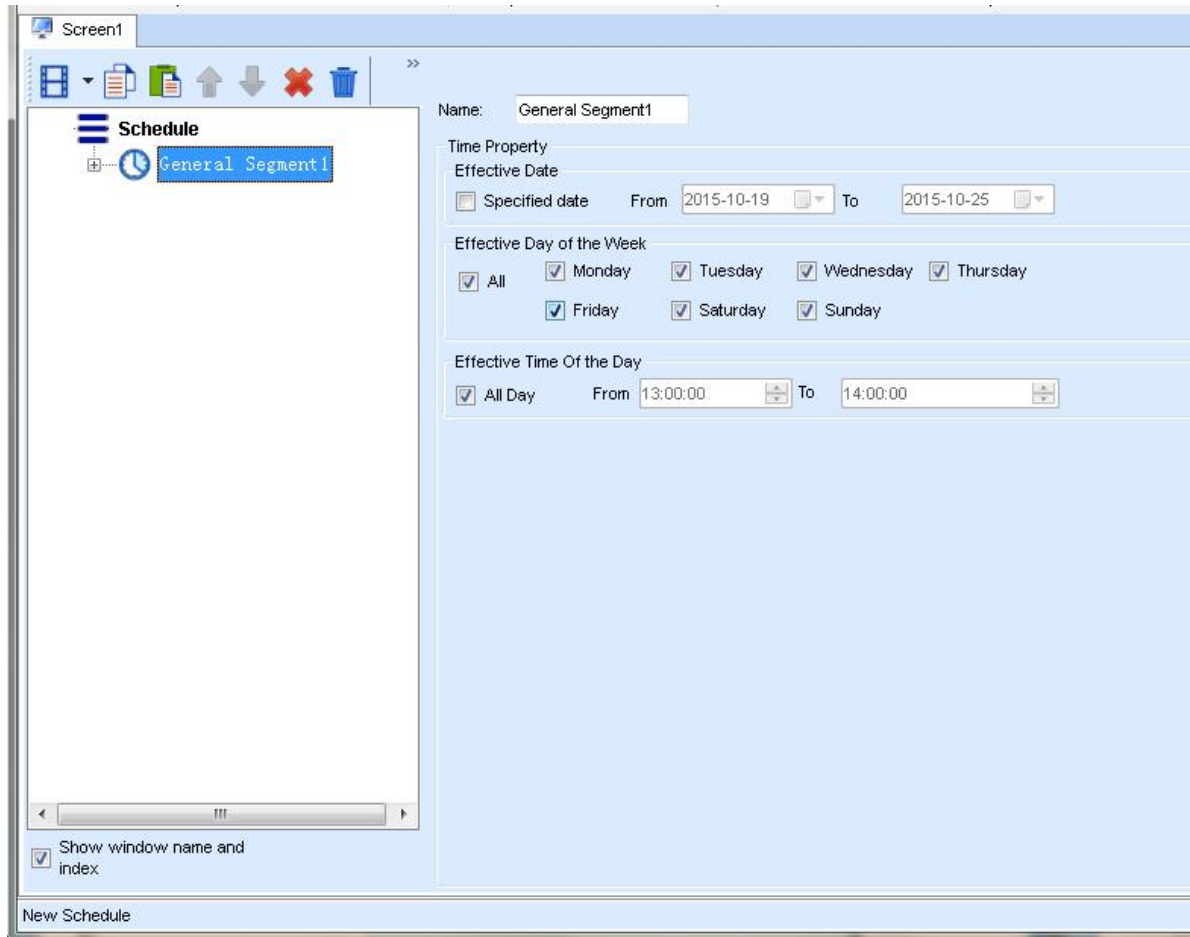 Screen1
Name: General Segment1
Schedule
General Segment1
Time Property
Effective Date
Specified date From 2015-10-19 To 2015-10-25
Effective Day of the Week
All Monday Tuesday Wednesday Thursday
Friday Saturday Sunday
Effective Time Of the Day
All Day From 13:00:00 To 14:00:00
Show window name and
index
New Schedule